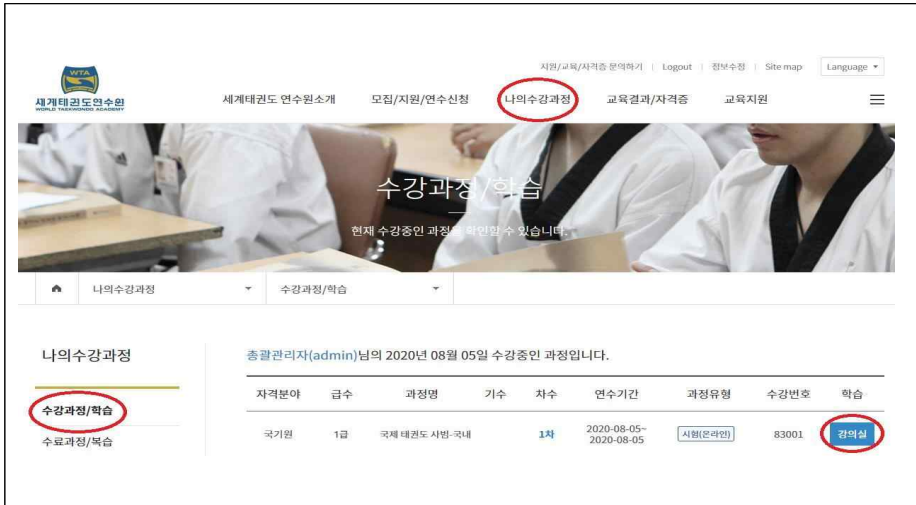 WTA
세계태권도연수원
WORLD TAEKWONDO ACADEMY
지원/교육/자격증 문의하기 | Logout | 정보수정 | Site map
Language
세계태권도 연수원소개 모집/지원/연수신청 나의수강과정 교육결과/자격증 교육지원
수강과정/학습
현재 수강중인 과정을 확인할 수 있습니다.
나의수강과정 수강과정/학습
나의수강과정
수강과정/학습
수료과정/복습
총괄관리자(admin)님의 2020년 08월 05일 수강중인 과정입니다.
자격분야 급수 과정명 기수 차수 연수기간 과정유형 수강번호 학습
국기원 1급 국제 태권도 사범-국내 1차 2020-08-05~
2020-08-05 시험(온라인) 83001 강의실